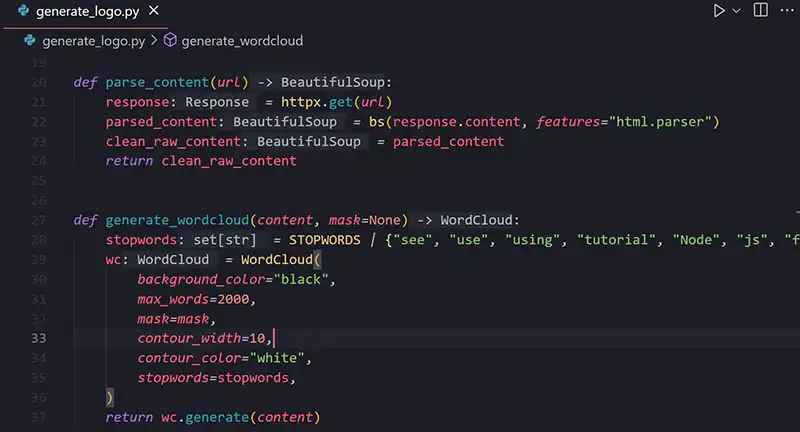 generate_logo.py
generate_logo.py > generate_wordcloud
19
20 def parse_content(url) -> BeautifulSoup:
21 response: Response = httpx.get(url)
22 parsed_content: BeautifulSoup = bs(response.content, features="html.parser")
23 clean_raw_content: BeautifulSoup = parsed_content
24 return clean_raw_content
25
26
27 def generate_wordcloud(content, mask=None) -> WordCloud:
28 stopwords: set[str] = STOPWORDS | {"see", "use", "using", "tutorial", "Node", "js", "f
29 wc: WordCloud = WordCloud(
30 background_color="black",
31 max_words=2000,
32 mask=mask,
33 contour_width=10,
34 contour_color="white",
35 stopwords=stopwords,
36 )
37 return wc.generate(content)